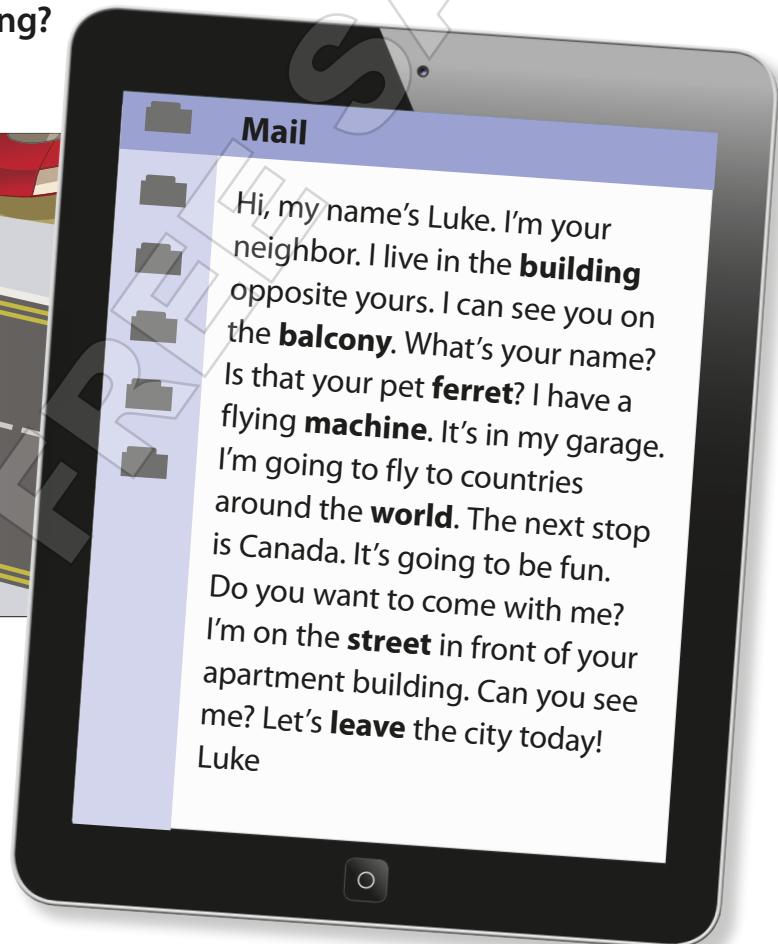 ng?
Mail
Hi, my name’s Luke. I’m your
neighbor. I live in the building
opposite yours. I can see you on
the balcony. What’s your name?
Is that your pet ferret? I have a
flying machine. It’s in my garage.
I’m going to fly to countries
around the world. The next stop
is Canada. It’s going to be fun.
Do you want to come with me?
I’m on the street in front of your
apartment building. Can you see
me? Let’s leave the city today!
Luke
FREE SA